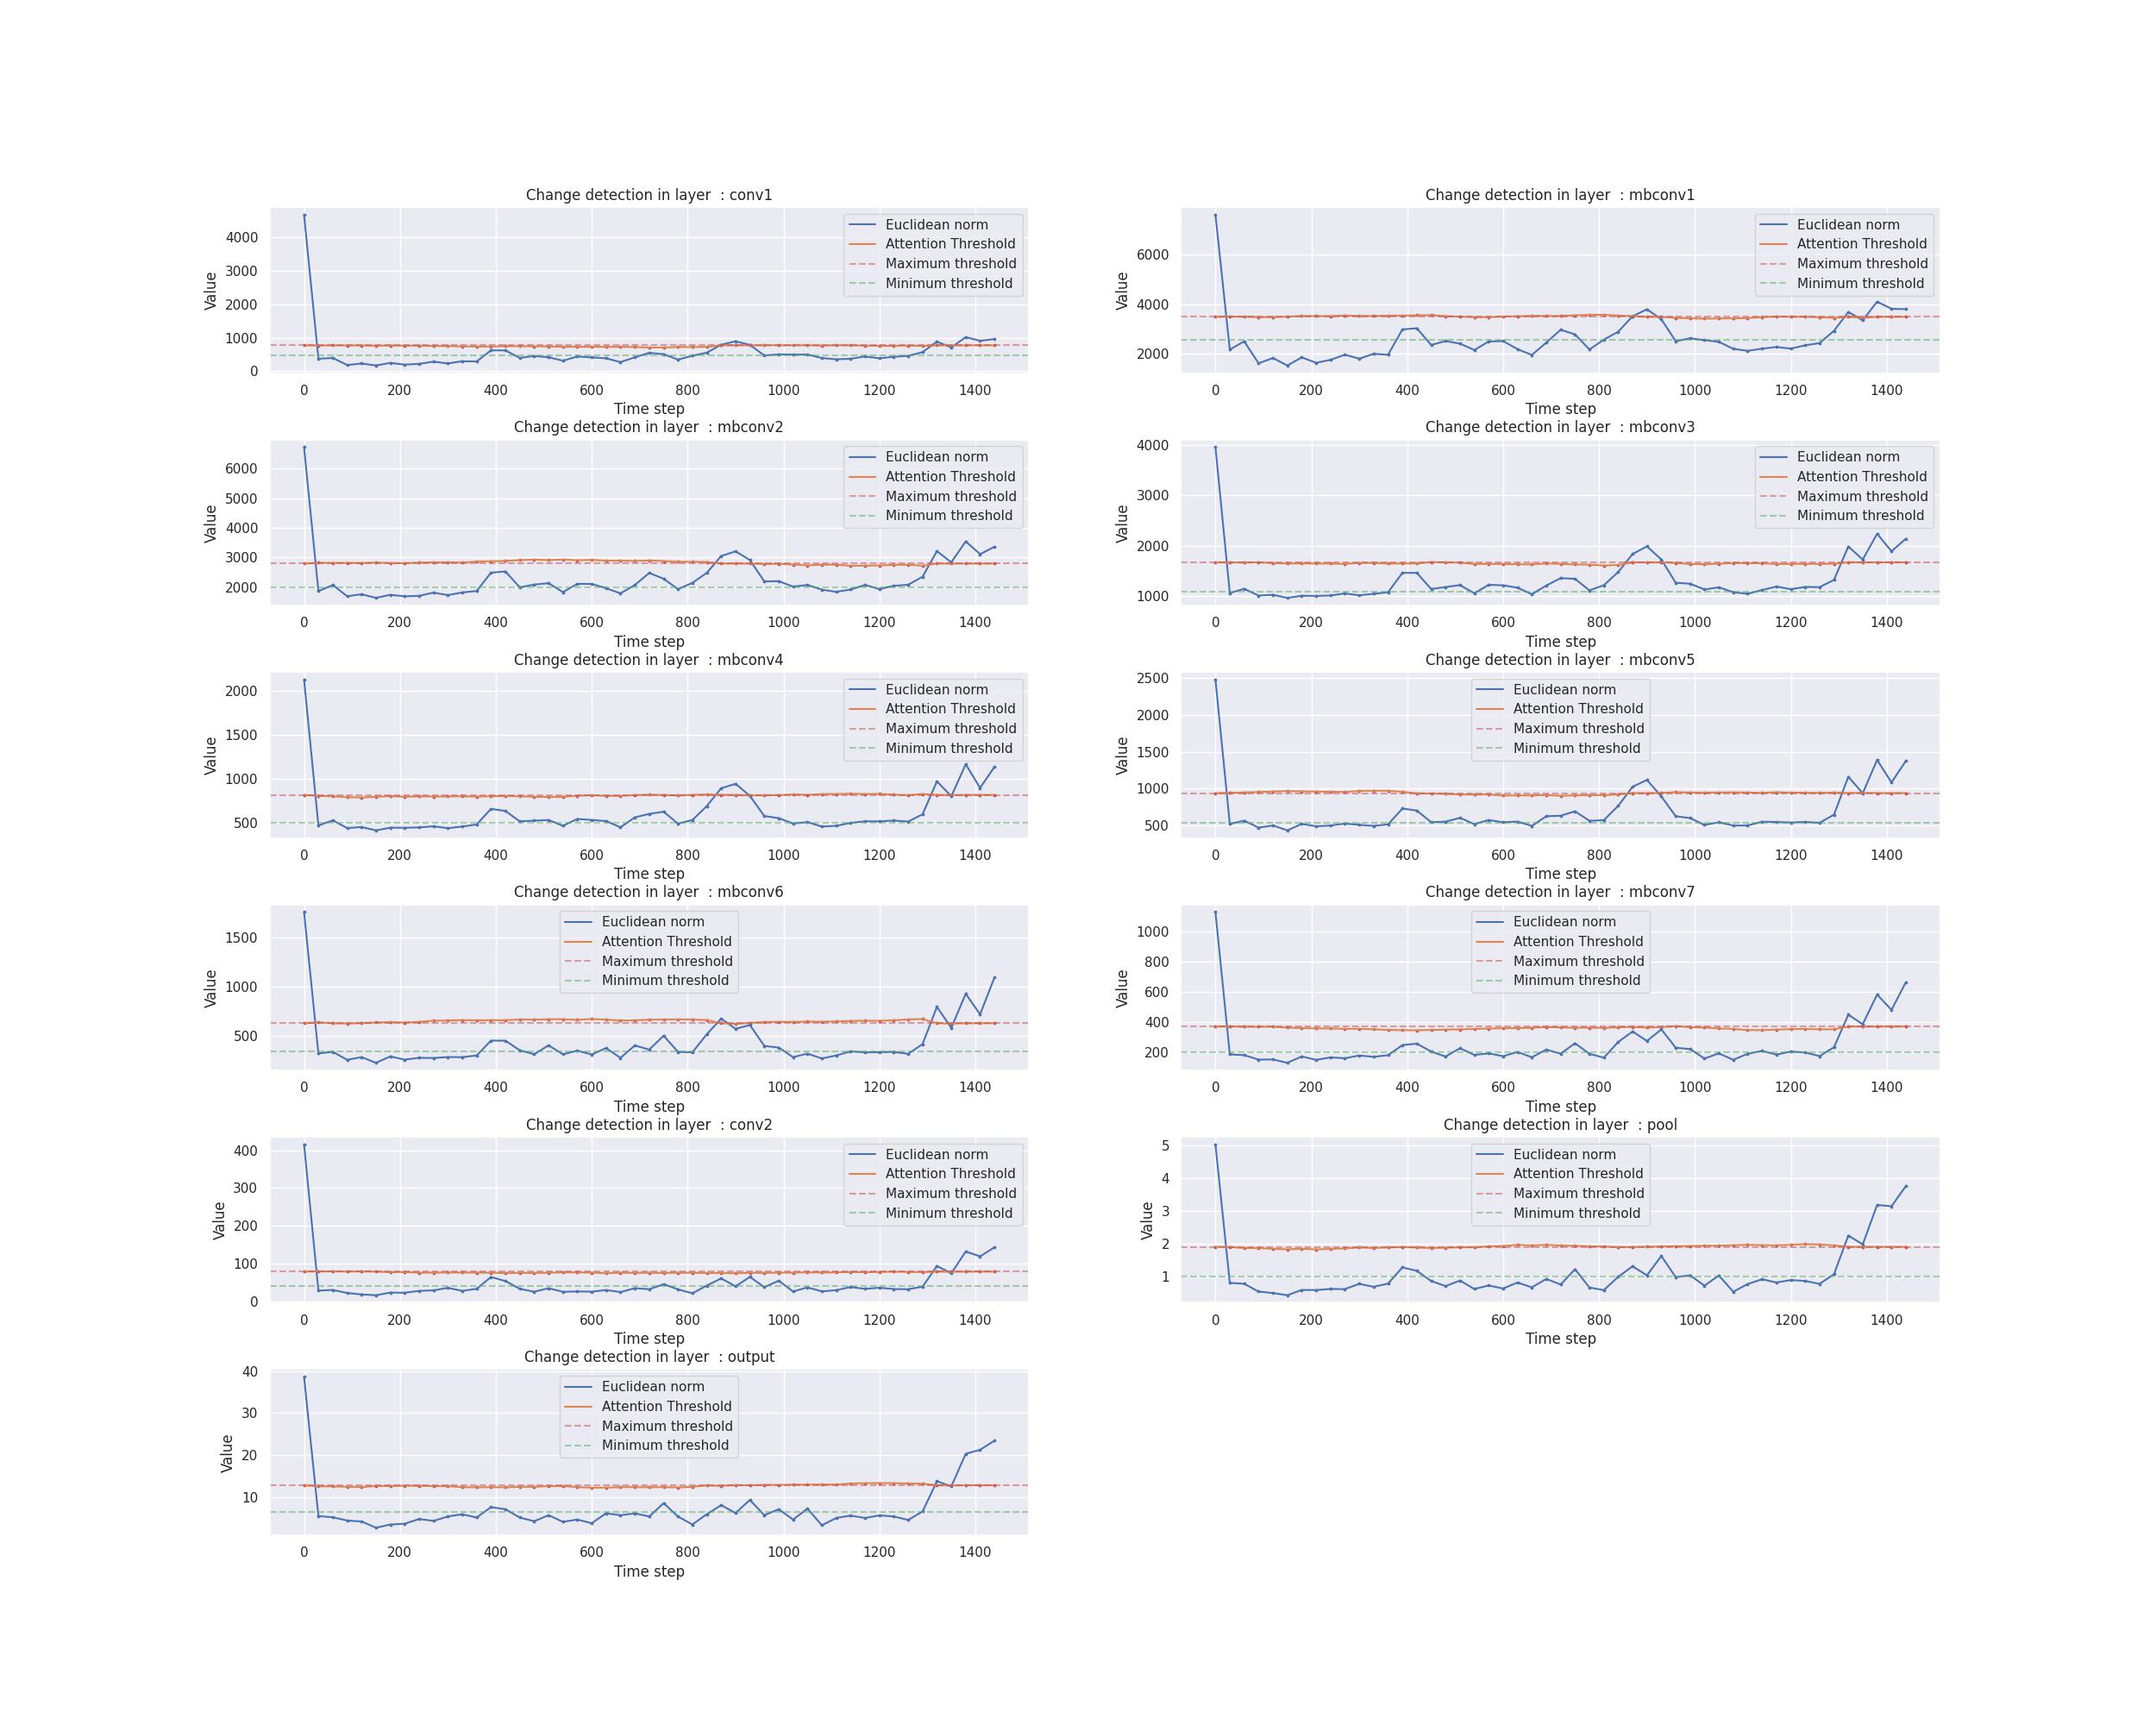 Change detection in layer : conv1
Value
4000
3000
2000
1000
0
Euclidean norm
Attention Threshold
Maximum threshold
Minimum threshold
0 200 400 600 800 1000 1200 1400
Time step
Change detection in layer : mbconv1
Value
6000
4000
2000
Euclidean norm
Attention Threshold
Maximum threshold
Minimum threshold
0 200 400 600 800 1000 1200 1400
Time step
Change detection in layer : mbconv2
Value
6000
5000
4000
3000
2000
Euclidean norm
Attention Threshold
Maximum threshold
Minimum threshold
0 200 400 600 800 1000 1200 1400
Time step
Change detection in layer : mbconv3
Value
4000
3000
2000
1000
Euclidean norm
Attention Threshold
Maximum threshold
Minimum threshold
0 200 400 600 800 1000 1200 1400
Time step
Change detection in layer : mbconv4
Value
2000
1500
1000
500
Euclidean norm
Attention Threshold
Maximum threshold
Minimum threshold
0 200 400 600 800 1000 1200 1400
Time step
Change detection in layer : mbconv5
Value
2500
2000
1500
1000
500
Euclidean norm
Attention Threshold
Maximum threshold
Minimum threshold
0 200 400 600 800 1000 1200 1400
Time step
Change detection in layer : mbconv6
Value
1500
1000
500
Euclidean norm
Attention Threshold
Maximum threshold
Minimum threshold
0 200 400 600 800 1000 1200 1400
Time step
Change detection in layer : mbconv7
Value
1000
800
600
400
200
Euclidean norm
Attention Threshold
Maximum threshold
Minimum threshold
0 200 400 600 800 1000 1200 1400
Time step
Change detection in layer : conv2
Value
400
300
200
100
0
Euclidean norm
Attention Threshold
Maximum threshold
Minimum threshold
0 200 400 600 800 1000 1200 1400
Time step
Change detection in layer : pool
Value
5
4
3
2
1
Euclidean norm
Attention Threshold
Maximum threshold
Minimum threshold
0 200 400 600 800 1000 1200 1400
Time step
Change detection in layer : output
Value
40
30
20
10
Euclidean norm
Attention Threshold
Maximum threshold
Minimum threshold
0 200 400 600 800 1000 1200 1400
Time step